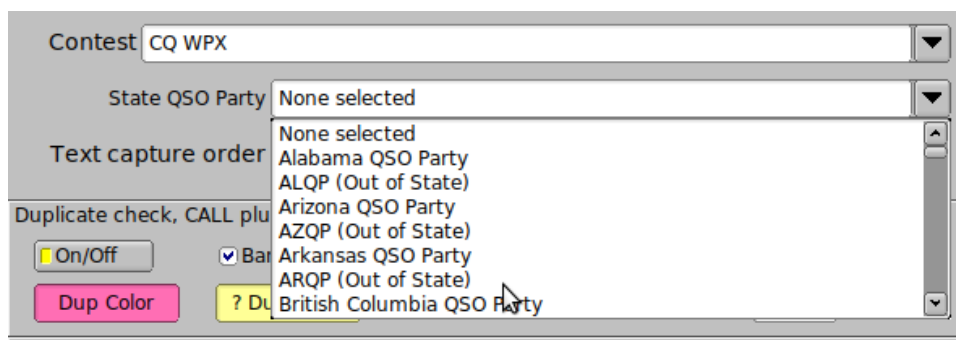 Contest CQ WPX
State QSO Party None selected
None selected
Text capture order
Alabama QSO Party
ALQP (Out of State)
Arizona QSO Party
Duplicate check, CALL plu
AZQP (Out of State)
On/Off
Arkansas QSO Party
ARQP (Out of State)
Dup Color
British Columbia QSO Party